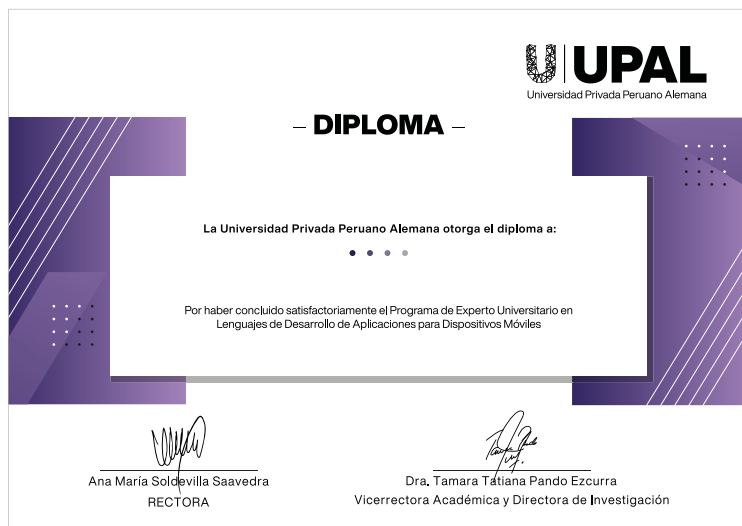 UPAL
Universidad Privada Peruano Alemana
DIPLOMA
La Universidad Privada Peruano Alemana otorga el diploma a:
Por haber concluido satisfactoriamente el Programa de Experto Universitario en
Lenguajes de Desarrollo de Aplicaciones para Dispositivos Móviles
Ana María Soldevilla Saavedra
RECTORA
Dra. Tamara Tatiana Pando Ezcurra
Vicerrectora Académica y Directora de Investigación